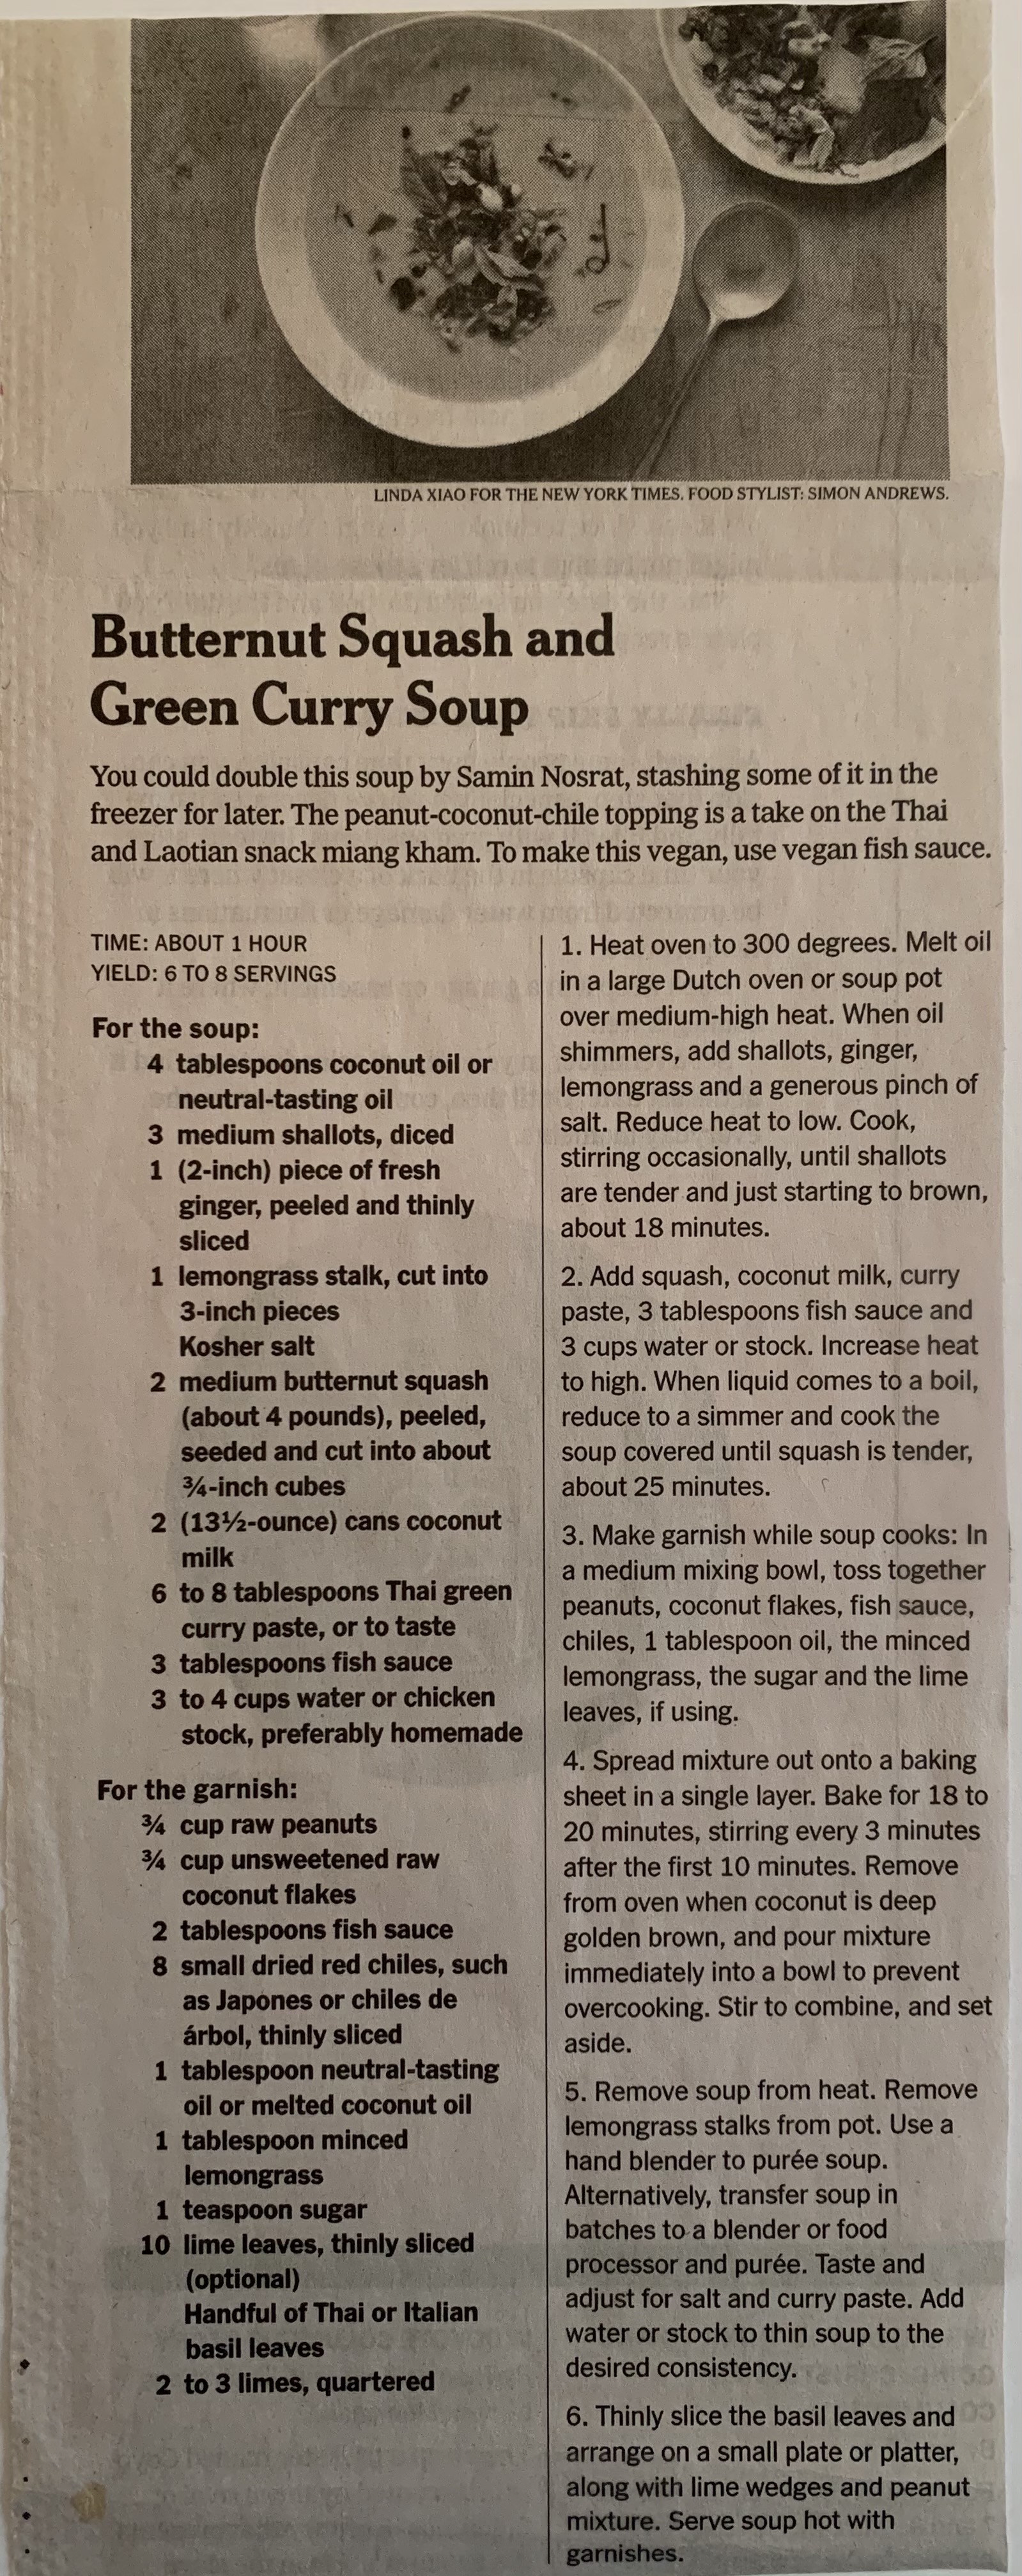 LINDA XIAO FOR THE NEW YORK TIMES. FOOD STYLIST: SIMON ANDREWS.
Butternut Squash and
Green Curry Soup
You could double this soup by Samin Nosrat, stashing some of it in the
freezer for later. The peanut-coconut-chile topping is a take on the Thai
and Laotian snack miang kham. To make this vegan, use vegan fish sauce.
TIME: ABOUT 1 HOUR
YIELD: 6 TO 8 SERVINGS
For the soup:
4 tablespoons coconut oil or
neutral-tasting oil
3 medium shallots, diced
1 (2-inch) piece of fresh
ginger, peeled and thinly
sliced
1 lemongrass stalk, cut into
3-inch pieces
Kosher salt
2 medium butternut squash
(about 4 pounds), peeled,
seeded and cut into about
¾-inch cubes
2 (13½-ounce) cans coconut
milk
6 to 8 tablespoons Thai green
curry paste, or to taste
3 tablespoons fish sauce
3 to 4 cups water or chicken
stock, preferably homemade
For the garnish:
¾ cup raw peanuts
¾ cup unsweetened raw
coconut flakes
2 tablespoons fish sauce
8 small dried red chiles, such
as Japones or chiles de
árbol, thinly sliced
1 tablespoon neutral-tasting
oil or melted coconut oil
1 tablespoon minced
lemongrass
1 teaspoon sugar
10 lime leaves, thinly sliced
(optional)
Handful of Thai or Italian
basil leaves
2 to 3 limes, quartered
1. Heat oven to 300 degrees. Melt oil
in a large Dutch oven or soup pot
over medium-high heat. When oil
shimmers, add shallots, ginger,
lemongrass and a generous pinch of
salt. Reduce heat to low. Cook,
stirring occasionally, until shallots
are tender and just starting to brown,
about 18 minutes.
2. Add squash, coconut milk, curry
paste, 3 tablespoons fish sauce and
3 cups water or stock. Increase heat
to high. When liquid comes to a boil,
reduce to a simmer and cook the
soup covered until squash is tender,
about 25 minutes.
3. Make garnish while soup cooks: In
a medium mixing bowl, toss together
peanuts, coconut flakes, fish sauce,
chiles, 1 tablespoon oil, the minced
lemongrass, the sugar and the lime
leaves, if using.
4. Spread mixture out onto a baking
sheet in a single layer. Bake for 18 to
20 minutes, stirring every 3 minutes
after the first 10 minutes. Remove
from oven when coconut is deep
golden brown, and pour mixture
immediately into a bowl to prevent
overcooking. Stir to combine, and set
aside.
5. Remove soup from heat. Remove
lemongrass stalks from pot. Use a
hand blender to purée soup.
Alternatively, transfer soup in
batches to a blender or food
processor and purée. Taste and
adjust for salt and curry paste. Add
water or stock to thin soup to the
desired consistency.
6. Thinly slice the basil leaves and
arrange on a small plate or platter,
along with lime wedges and peanut
mixture. Serve soup hot with
garnishes.